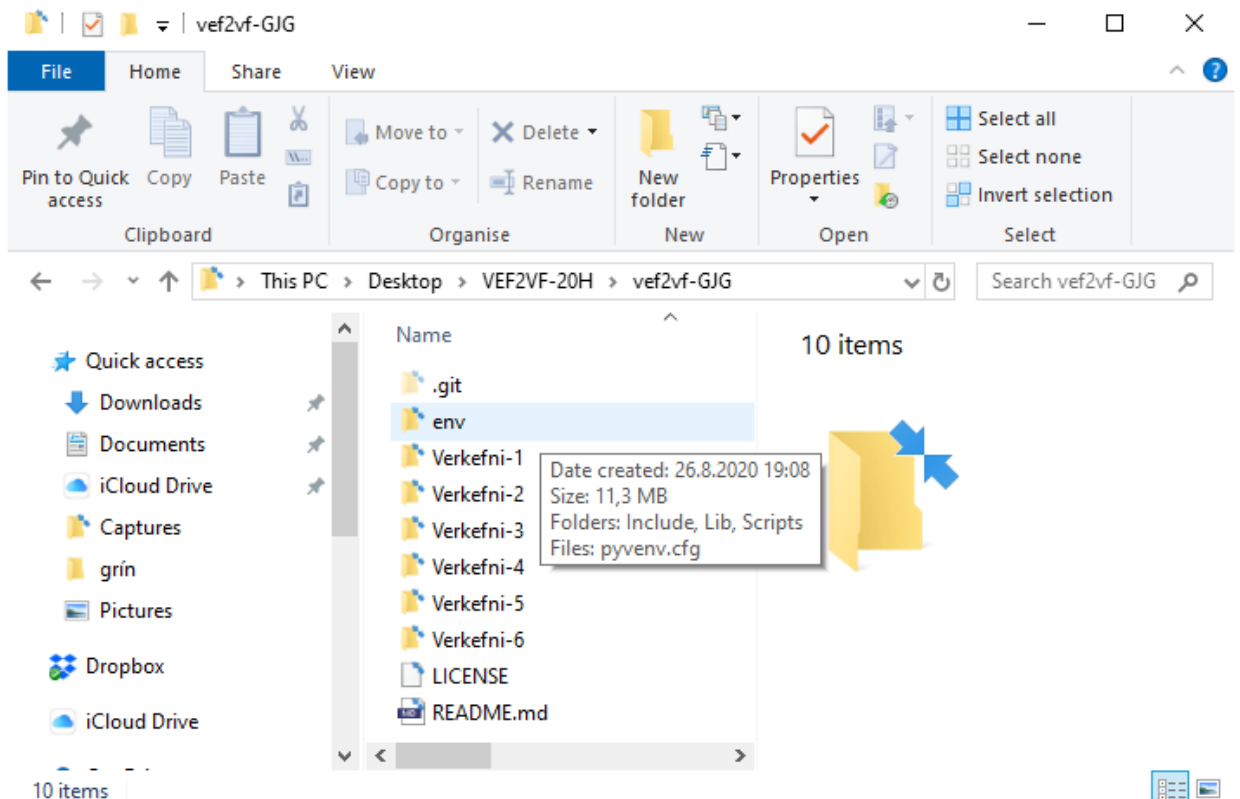 vef2vf-GJG
File Home Share View
Pin to Quick access
Copy
Paste
Clipboard
Move to
Copy to
Delete
Rename
Organise
New folder
New
Properties
Open
Select all
Select none
Invert selection
Select
This PC > Desktop > VEF2VF-20H > vef2vf-GJG
Search vef2vf-GJG
Quick access
Downloads
Documents
iCloud Drive
Captures
grín
Pictures
Dropbox
iCloud Drive
Name
.git
env
Verkefni-1
Verkefni-2
Verkefni-3
Verkefni-4
Verkefni-5
Verkefni-6
LICENSE
README.md
Date created: 26.8.2020 19:08
Size: 11,3 MB
Folders: Include, Lib, Scripts
Files: pyvenv.cfg
10 items
10 items